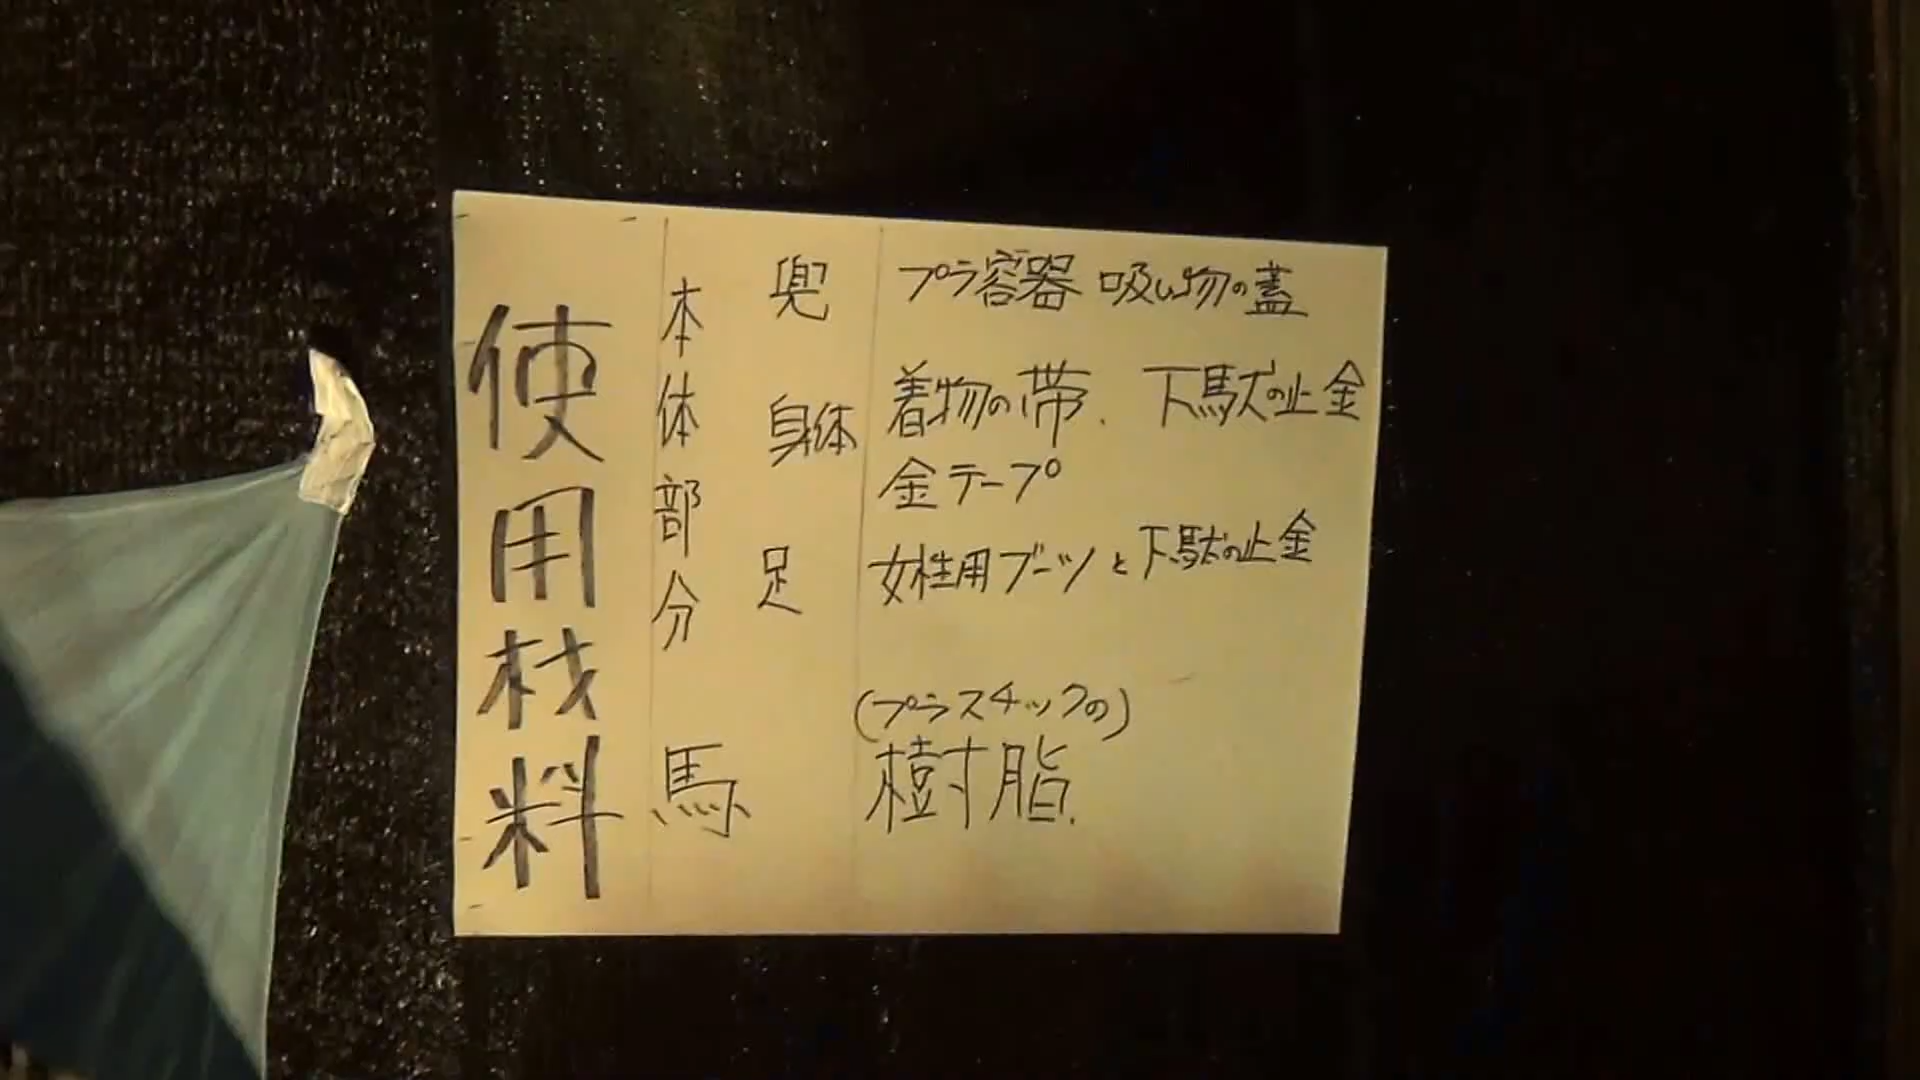 使用材料
本体部分
兜
プラ容器 吸い物の蓋
身体
着物の帯、下駄の止金
金テープ
足
女性用ブーツと下駄の止金
馬
(プラスチックの)
樹脂